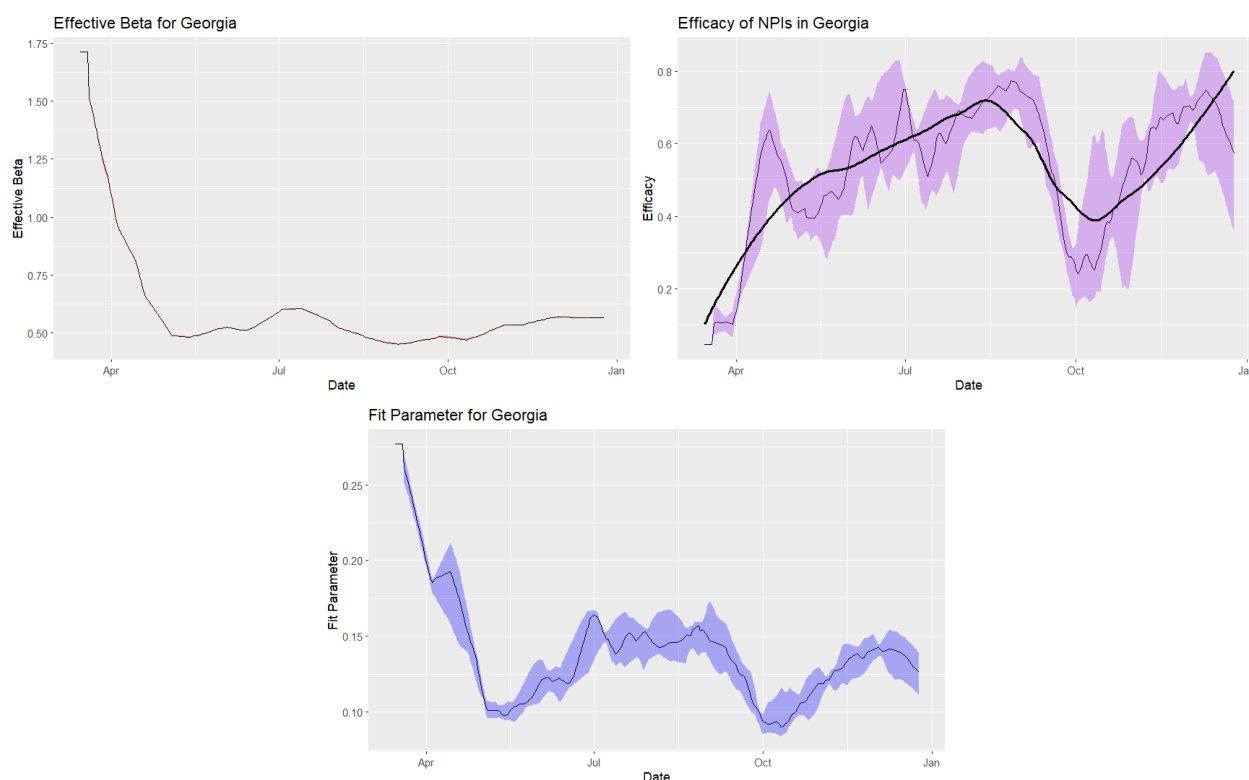 Effective Beta for Georgia
1.75
1.50
1.25
1.00
0.75
0.50
Effective Beta
Apr
Jul
Oct
Jan
Date
Efficacy of NPIs in Georgia
0.8
0.6
0.4
0.2
Efficacy
Apr
Jul
Oct
Jan
Date
Fit Parameter for Georgia
0.25
0.20
0.15
0.10
Fit Parameter
Apr
Jul
Oct
Jan
Date